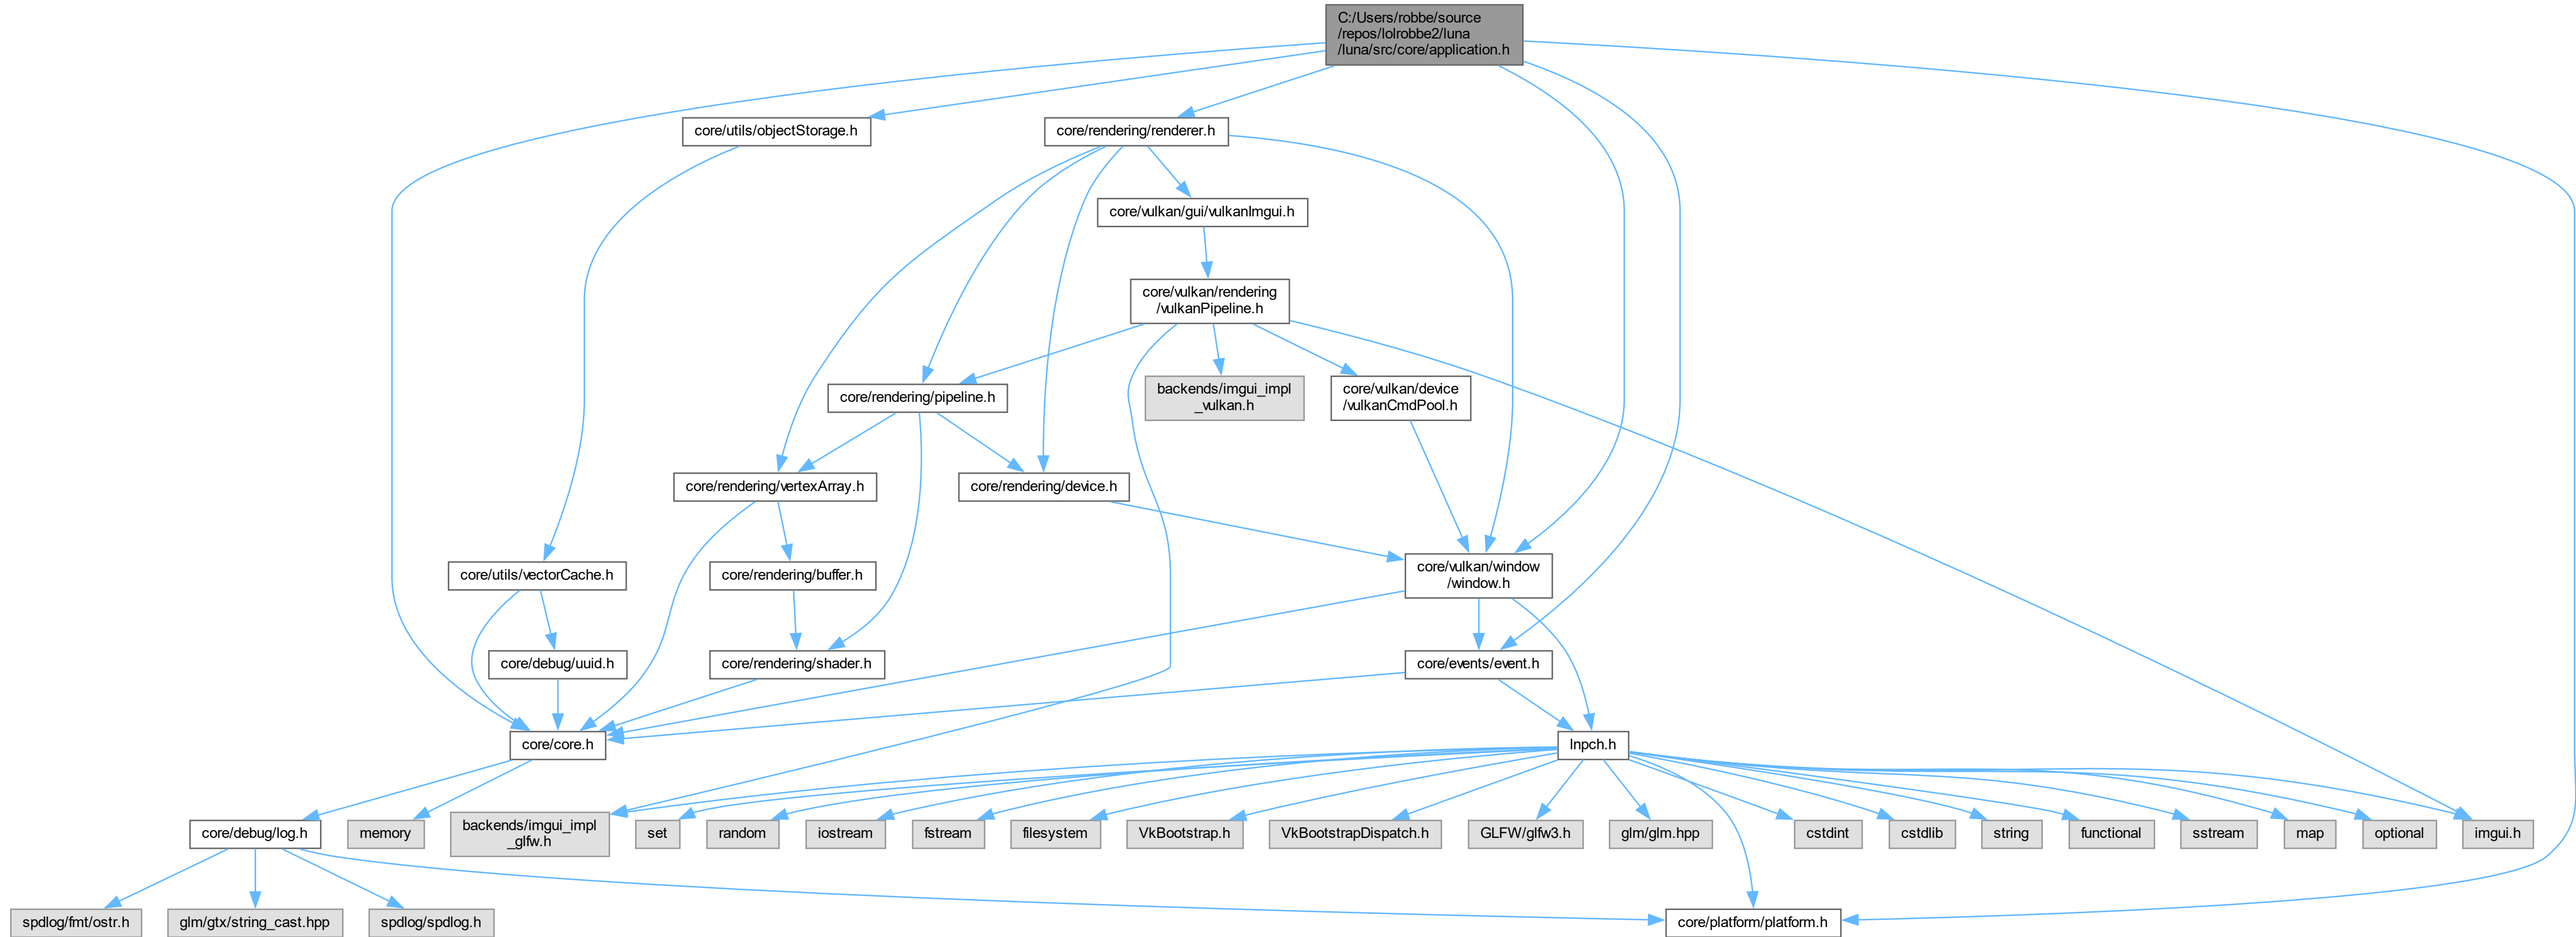 C:/Users/robbe/source
/repos/lolrobbe2/luna
/luna/src/core/application.h
core/utils/objectStorage.h
core/rendering/renderer.h
core/vulkan/gui/vulkanImgui.h
core/vulkan/rendering
/vulkanPipeline.h
core/rendering/pipeline.h
backends/imgui_impl
_vulkan.h
core/vulkan/device
/vulkanCmdPool.h
core/rendering/vertexArray.h
core/rendering/device.h
core/utils/vectorCache.h
core/rendering/buffer.h
core/vulkan/window
/window.h
core/debug/uuid.h
core/rendering/shader.h
core/events/event.h
core/core.h
lnpch.h
core/debug/log.h
memory
backends/imgui_impl
_glfw.h
set
random
iostream
fstream
filesystem
VkBootstrap.h
VkBootstrapDispatch.h
GLFW/glfw3.h
glm/glm.hpp
cstdint
cstdlib
string
functional
sstream
map
optional
imgui.h
spdlog/fmt/ostr.h
glm/gtx/string_cast.hpp
spdlog/spdlog.h
core/platform/platform.h